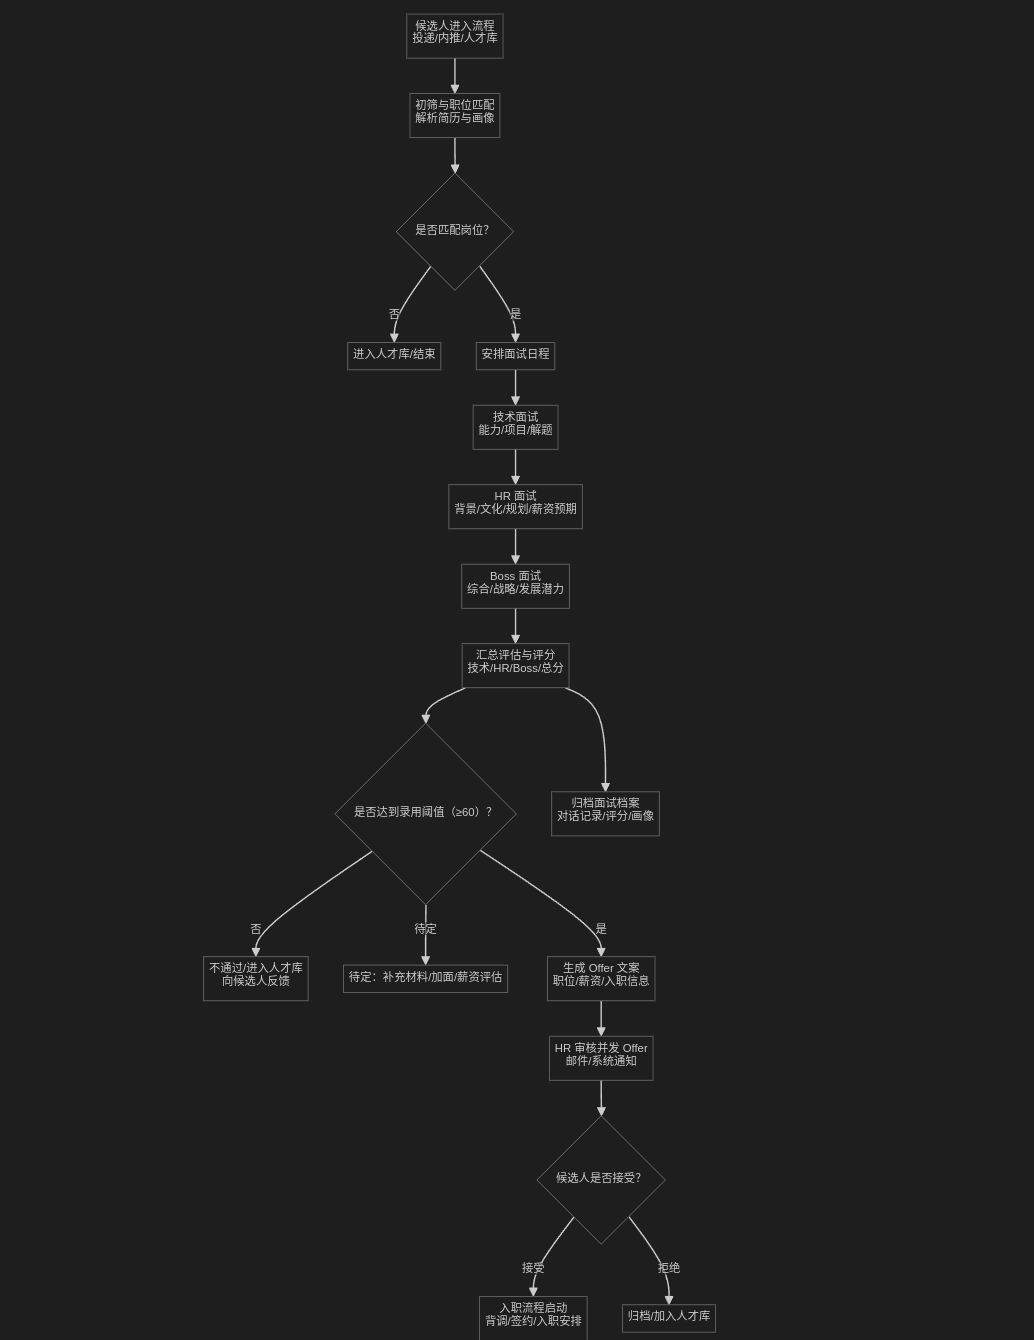 候选人进入流程
投递/内推/人才库
初筛与职位匹配
解析简历与画像
是否匹配岗位?
否
是
进入人才库/结束
安排面试日程
技术面试
能力/项目/解题
HR 面试
背景/文化/规划/薪资预期
Boss 面试
综合/战略/发展潜力
汇总评估与评分
技术/HR/Boss/总分
归档面试档案
对话记录/评分/画像
是否达到录用阈值（≥60）?
否
待定
是
不通过/进入人才库
向候选人反馈
待定：补充材料/加面/薪资评估
生成 Offer 文案
职位/薪资/入职信息
HR 审核并发 Offer
邮件/系统通知
候选人是否接受?
接受
拒绝
入职流程启动
背调/签约/入职安排
归档/加入人才库